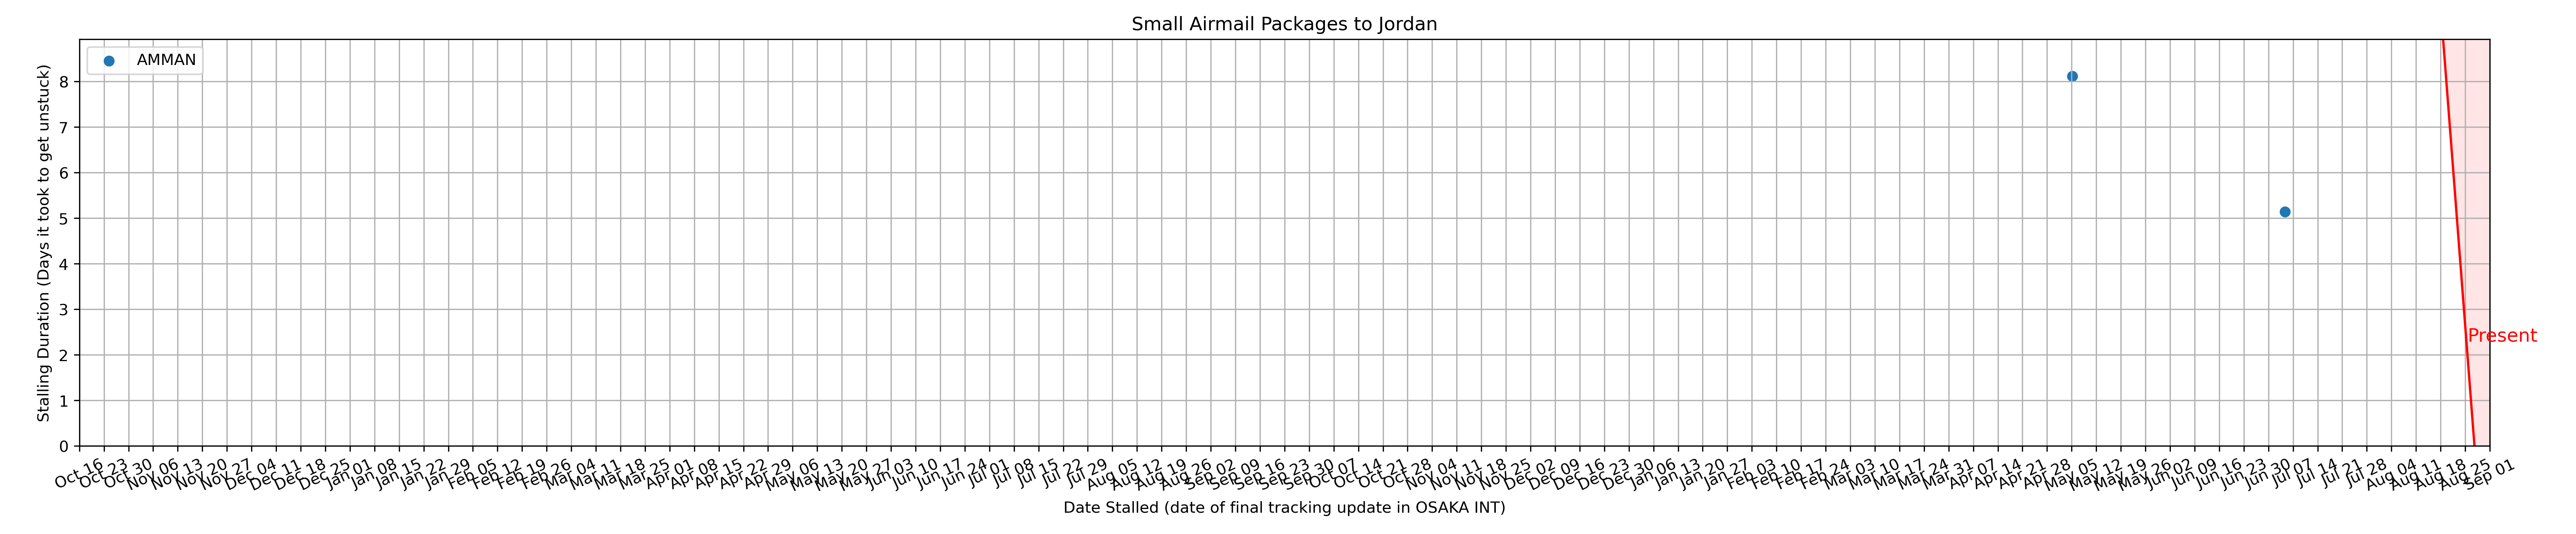 Small Airmail Packages to Jordan
AMMAN
Stalling Duration (Days it took to get unstuck)
8
7
6
5
4
3
2
1
0
Present
Oct 16 Oct 23 Oct 30 Nov 06 Nov 13 Nov 20 Nov 27 Dec 04 Dec 11 Dec 18 Dec 25 Jan 01 Jan 08 Jan 15 Jan 22 Jan 29 Feb 05 Feb 12 Feb 19 Feb 26 Mar 04 Mar 11 Mar 18 Mar 25 Apr 01 Apr 08 Apr 15 Apr 22 Apr 29 May 06 May 13 May 20 May 27 Jun 03 Jun 10 Jun 17 Jun 24 Jul 01 Jul 08 Jul 15 Jul 22 Jul 29 Aug 05 Aug 12 Aug 19 Aug 26 Sep 02 Sep 09 Sep 16 Sep 23 Sep 30 Oct 07 Oct 14 Oct 21 Oct 28 Nov 04 Nov 11 Nov 18 Nov 25 Dec 02 Dec 09 Dec 16 Dec 23 Dec 30 Jan 06 Jan 13 Jan 20 Jan 27 Feb 03 Feb 10 Feb 17 Feb 24 Mar 03 Mar 10 Mar 17 Mar 24 Mar 31 Apr 07 Apr 14 Apr 21 Apr 28 May 05 May 12 May 19 May 26 Jun 02 Jun 09 Jun 16 Jun 23 Jun 30 Jul 07 Jul 14 Jul 21 Jul 28 Aug 04 Aug 11 Aug 18 Aug 25 Sep 01
Date Stalled (date of final tracking update in OSAKA INT)